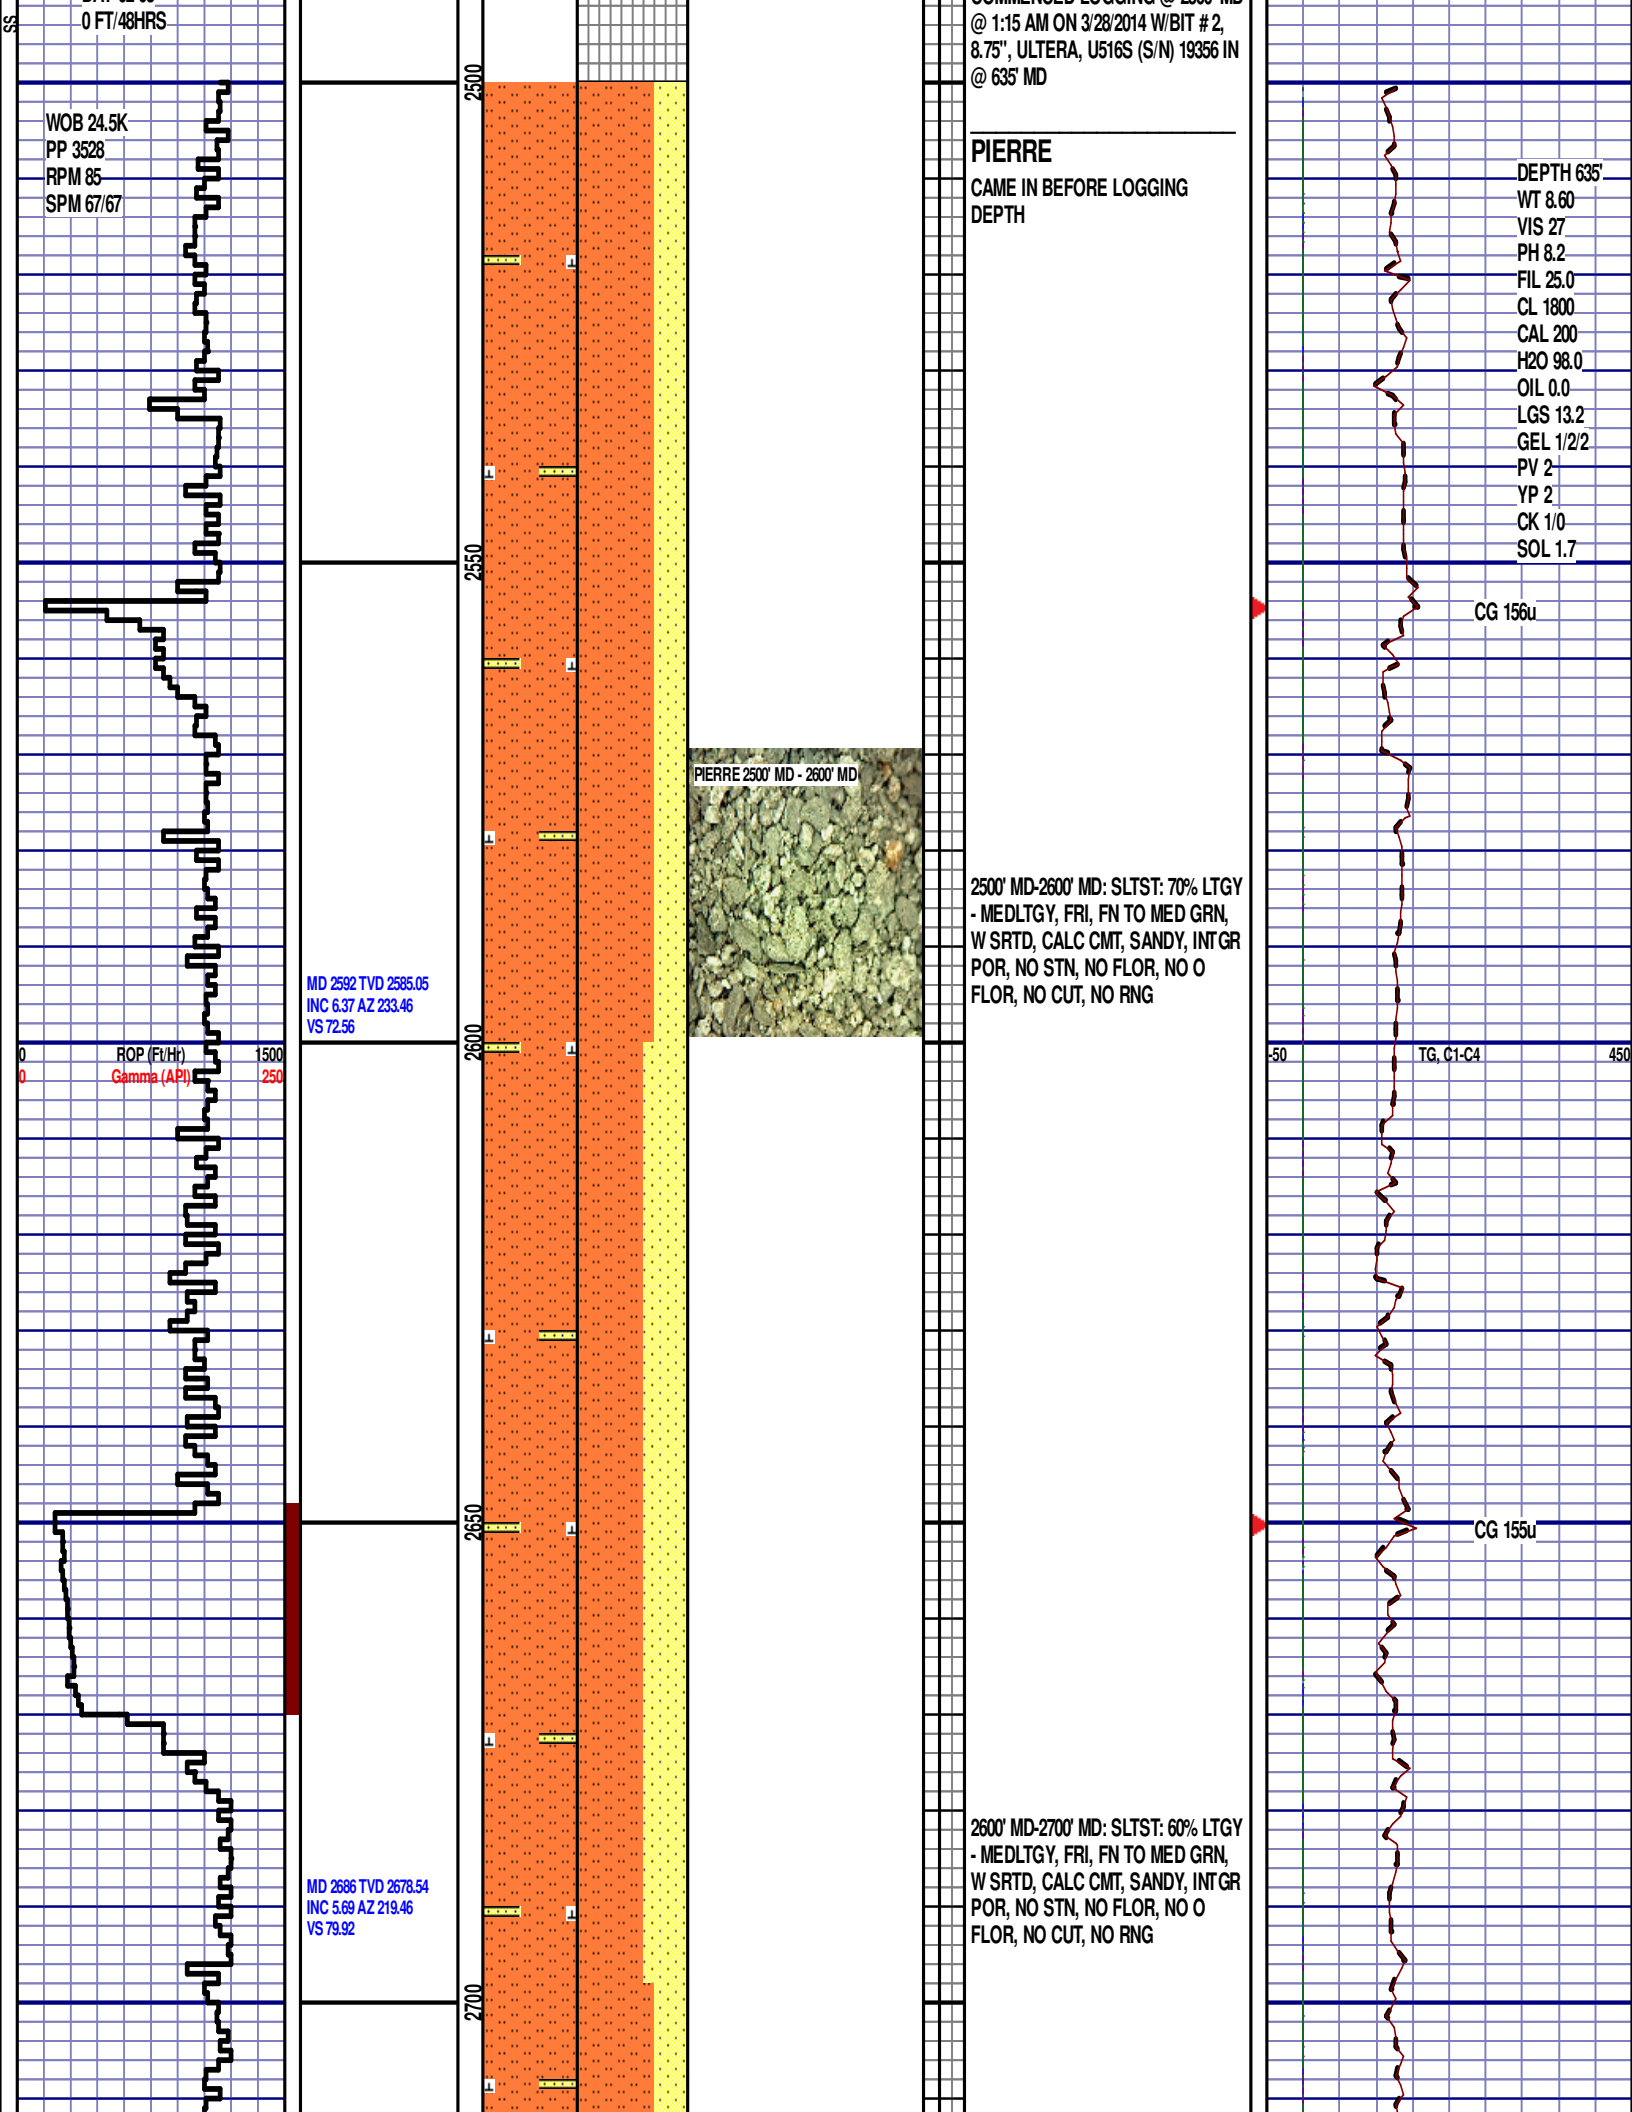 SS
0 FT/48HRS
WOB 24.5K
PP 3528
RPM 85
SPM 67/67
2500
@ 1:15 AM ON 3/28/2014 W/BIT # 2,
8.75", ULTERA, U516S (S/N) 19356 IN
@ 635' MD
PIERRE
CAME IN BEFORE LOGGING
DEPTH
DEPTH 635'
WT 8.60
VIS 27
PH 8.2
FIL 25.0
CL 1800
CAL 200
H2O 98.0
OIL 0.0
LGS 13.2
GEL 1/2/2
PV 2
YP 2
CK 1/0
SOL 1.7
2550
CG 156u
PIERRE 2500' MD - 2600' MD
2500' MD-2600' MD: SLTST: 70% LTGY
- MEDLTGY, FRI, FN TO MED GRN,
W SRTD, CALC CMT, SANDY, INTGR
POR, NO STN, NO FLOR, NO O
FLOR, NO CUT, NO RNG
MD 2592 TVD 2585.05
INC 6.37 AZ 233.46
VS 72.56
2600
0 ROP (Ft/Hr) 1500
0 Gamma (API) 250
-50 TG, C1-C4 450
2650
CG 155u
2600' MD-2700' MD: SLTST: 60% LTGY
- MEDLTGY, FRI, FN TO MED GRN,
W SRTD, CALC CMT, SANDY, INTGR
POR, NO STN, NO FLOR, NO O
FLOR, NO CUT, NO RNG
MD 2686 TVD 2678.54
INC 5.69 AZ 219.46
VS 79.92
2700